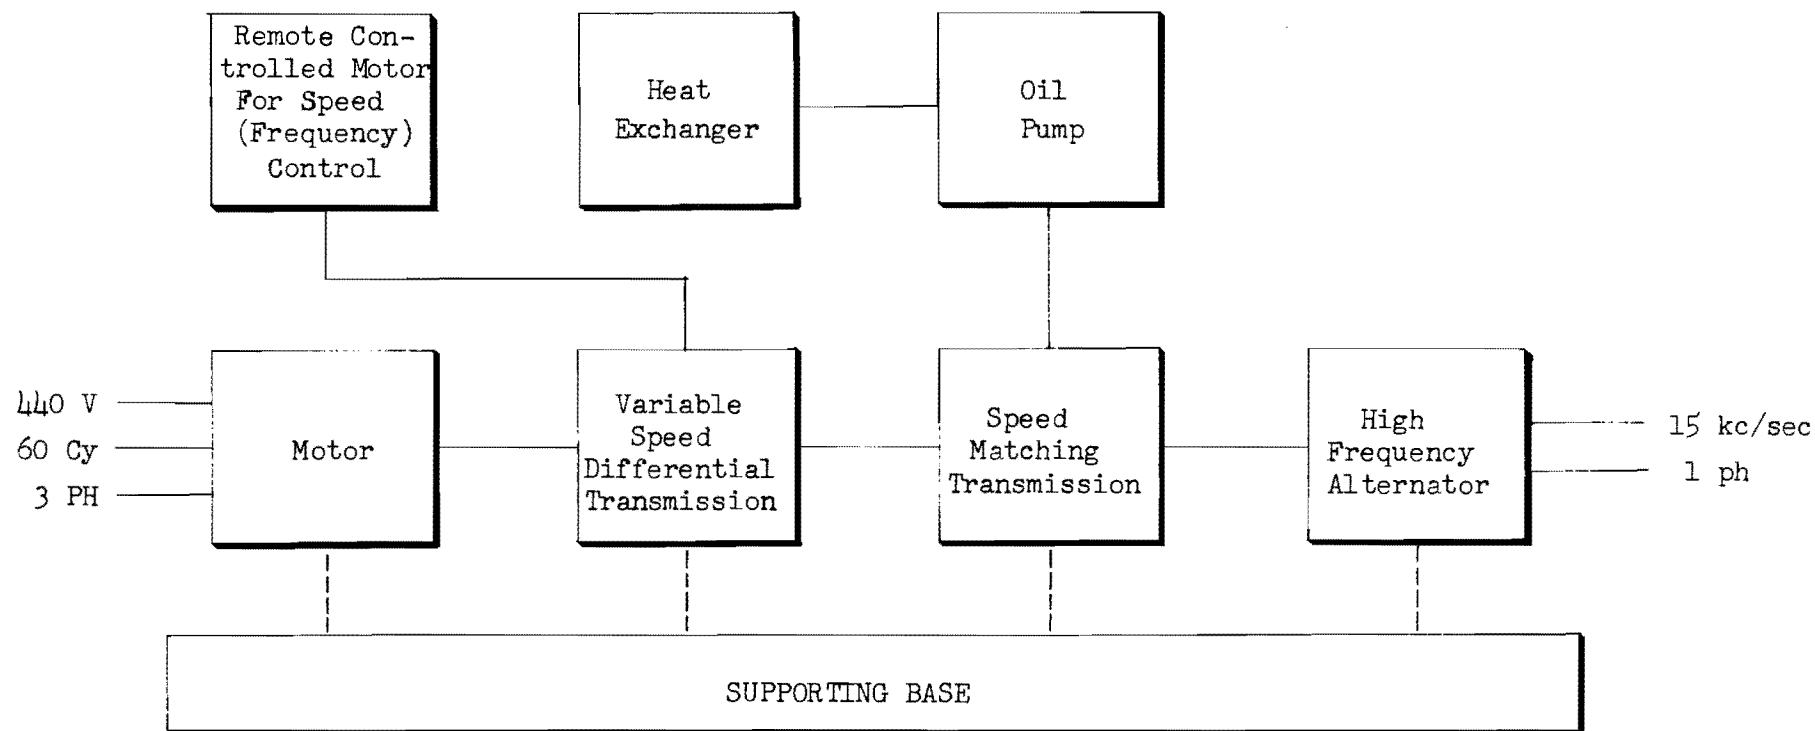 Remote Con-
trolled Motor
For Speed
(Frequency)
Control
Heat
Exchanger
Oil
Pump
440 V
60 Cy
3 PH
Motor
Variable
Speed
Differential
Transmission
Speed
Matching
Transmission
High
Frequency
Alternator
15 kc/sec
1 ph
SUPPORTING BASE